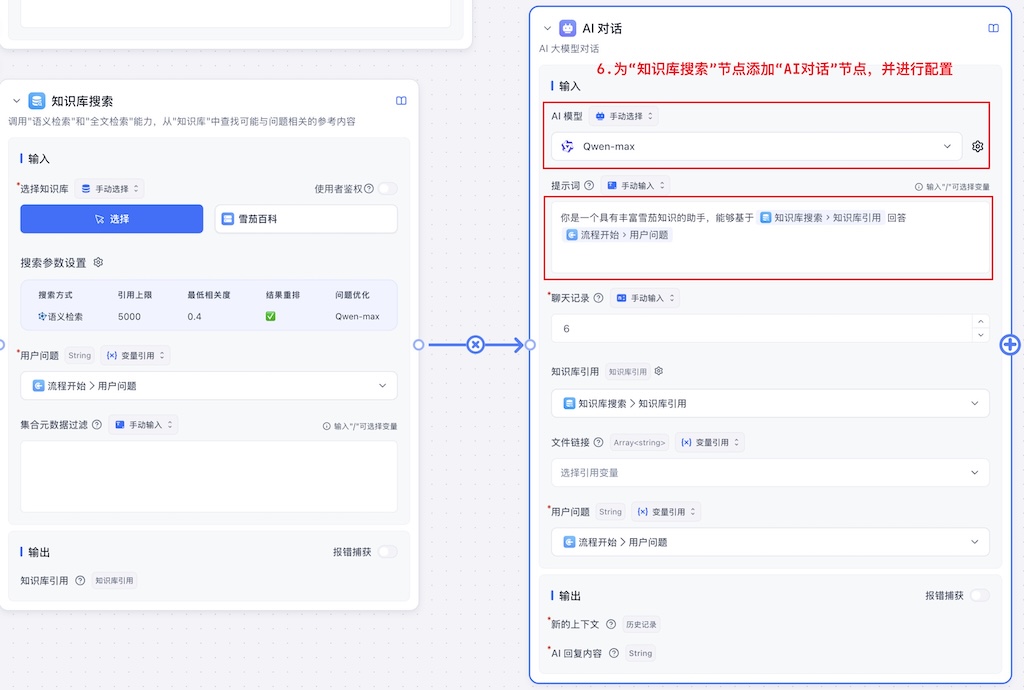 知识库搜索
调用"语义检索"和"全文检索"能力，从"知识库"中查找可能与问题相关的参考内容
输入
*选择知识库 手动选择 使用者鉴权
选择 雪茄百科
搜索参数设置
搜索方式 引用上限 最低相关度 结果重排 问题优化
语义检索 5000 0.4 ✅ Qwen-max
*用户问题 String {x} 变量引用
流程开始 > 用户问题
集合元数据过滤 手动输入 输入"/"可选择变量
输出 报错捕获
知识库引用 知识库引用
AI 对话
AI 大模型对话
6.为“知识库搜索”节点添加“AI对话”节点，并进行配置
输入
AI 模型 手动选择
Qwen-max
提示词 手动输入 输入"/"可选择变量
你是一个具有丰富雪茄知识的助手，能够基于 知识库搜索 > 知识库引用 回答
流程开始 > 用户问题
*聊天记录 手动输入
6
知识库引用 知识库引用
知识库搜索 > 知识库引用
文件链接 Array<string> {x} 变量引用
选择引用变量
*用户问题 String {x} 变量引用
流程开始 > 用户问题
输出 报错捕获
*新的上下文 历史记录
*AI 回复内容 String